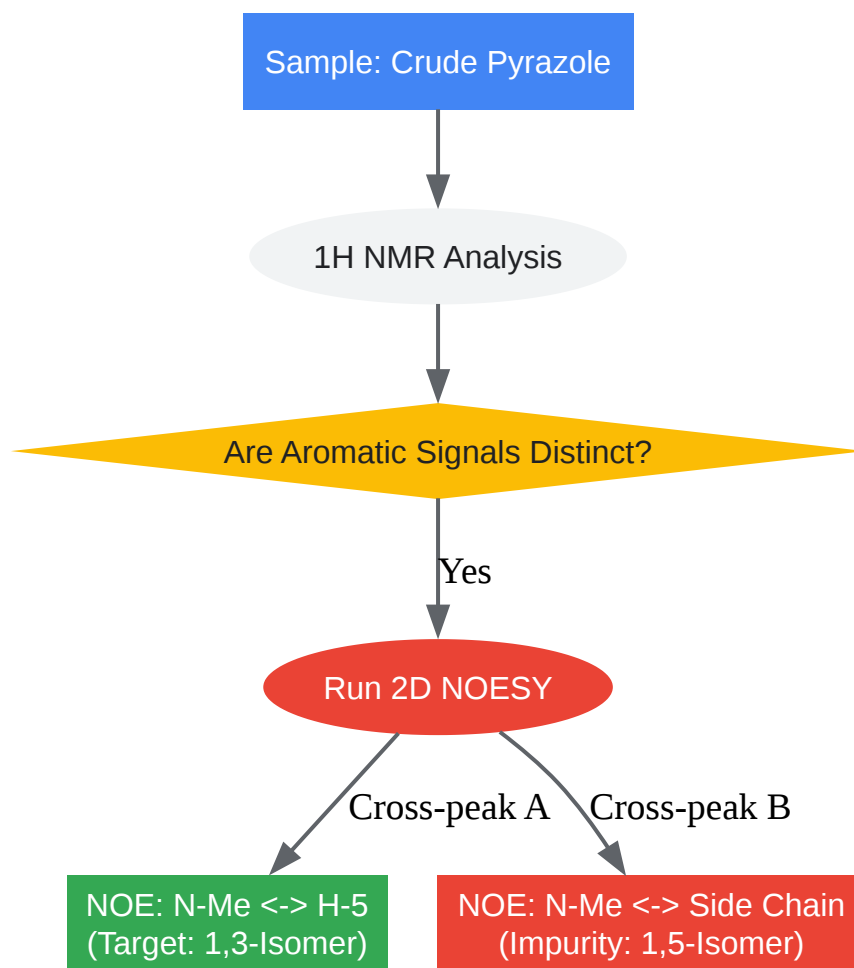 Sample: Crude Pyrazole
1H NMR Analysis
Are Aromatic Signals Distinct?
Yes
Run 2D NOESY
Cross-peak A
Cross-peak B
NOE: N-Me <-> H-5
(Target: 1,3-Isomer)
NOE: N-Me <-> Side Chain
(Impurity: 1,5-Isomer)